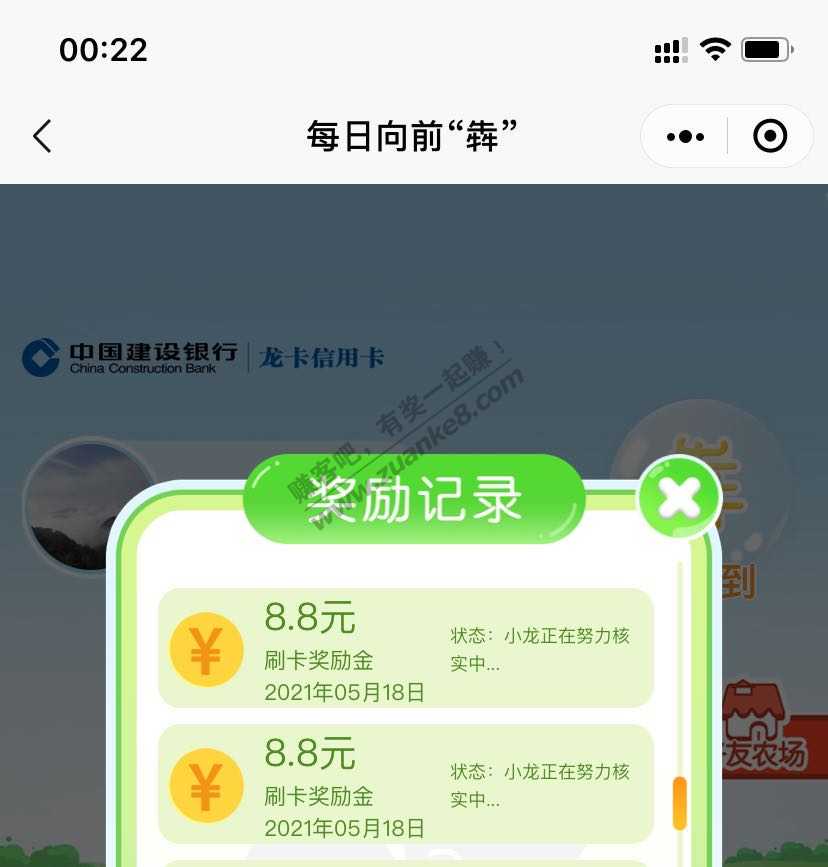 00:22
每日向前“犇”
中国建设银行
China Construction Bank
龙卡信用卡
赚客吧，有奖一起赚！
www.zuanke8.com
奖励记录
到
8.8元
刷卡奖励金
2021年05月18日
状态：小龙正在努力核
实中...
8.8元
刷卡奖励金
2021年05月18日
状态：小龙正在努力核
实中...
友农场